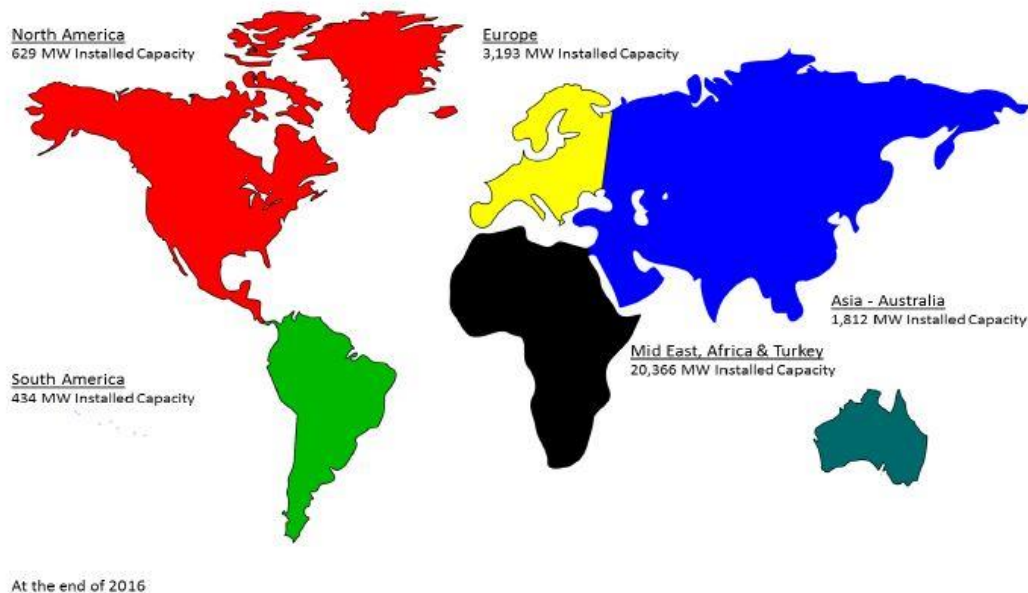 North America
629 MW Installed Capacity
Europe
3,193 MW Installed Capacity
Asia - Australia
1,812 MW Installed Capacity
Mid East, Africa & Turkey
20,366 MW Installed Capacity
South America
434 MW Installed Capacity
At the end of 2016